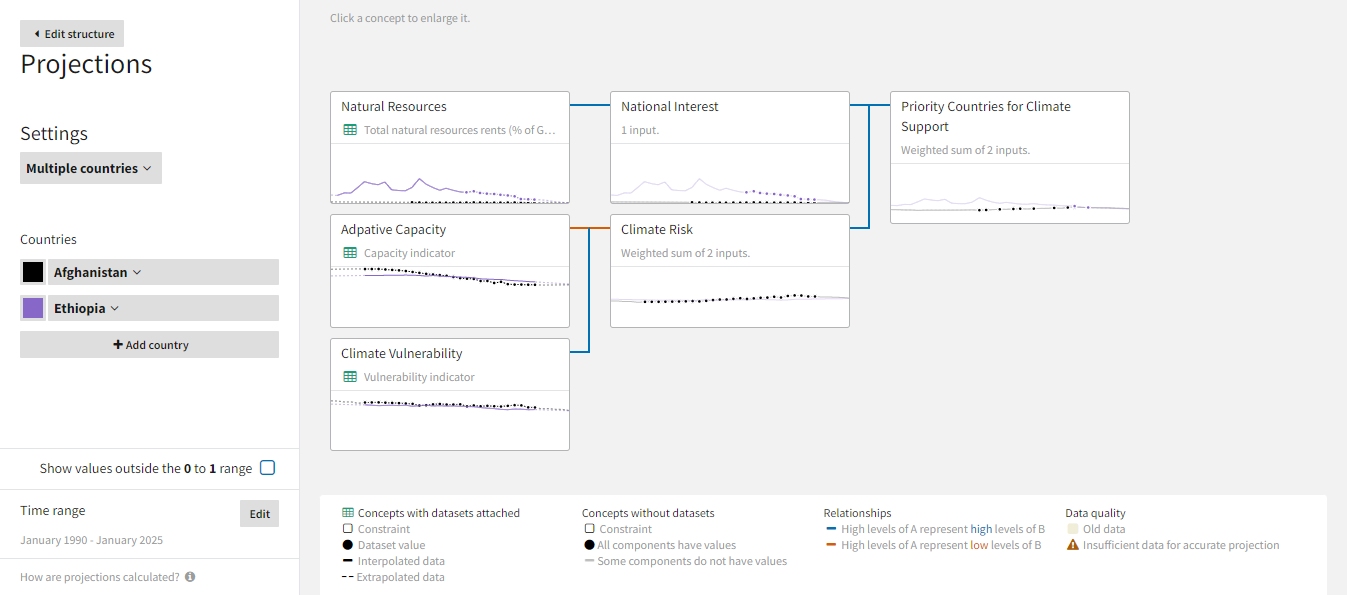 Edit structure
Projections
Settings
Multiple countries
Countries
Afghanistan
Ethiopia
Add country
Show values outside the 0 to 1 range
Time range
Edit
January 1990 - January 2025
How are projections calculated?
Click a concept to enlarge it.
Natural Resources
Total natural resources rents (% of G...
National Interest
1 input.
Priority Countries for Climate
Support
Weighted sum of 2 inputs.
Adpative Capacity
Capacity indicator
Climate Risk
Weighted sum of 2 inputs.
Climate Vulnerability
Vulnerability indicator
Concepts with datasets attached
Constraint
Dataset value
Interpolated data
Extrapolated data
Concepts without datasets
Constraint
All components have values
Some components do not have values
Relationships
High levels of A represent high levels of B
High levels of A represent low levels of B
Data quality
Old data
Insufficient data for accurate projection